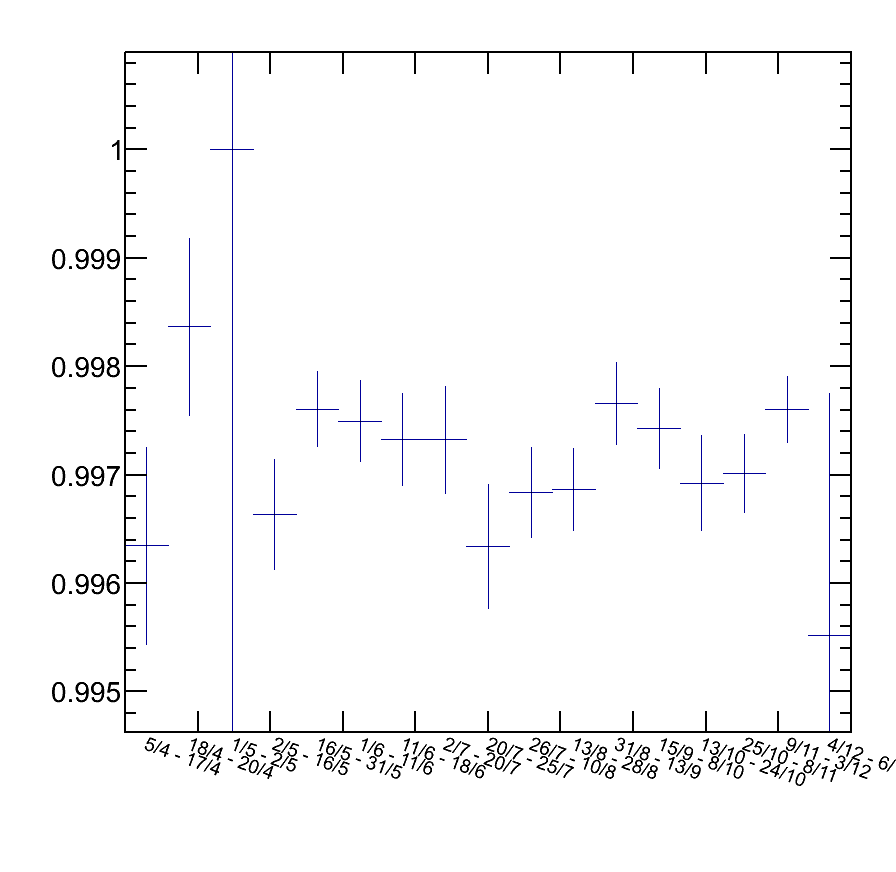 1
0.999
0.998
0.997
0.996
0.995
5/4 - 17/4
18/4 - 20/4
1/5 - 2/5
2/5 - 16/5
16/5 - 31/5
1/6 - 11/6
11/6 - 18/6
2/7 - 20/7
20/7 - 25/7
26/7 - 10/8
13/8 - 28/8
31/8 - 13/9
15/9 - 8/10
13/10 - 24/10
25/10 - 8/11
9/11 - 3/12
4/12 - 6/